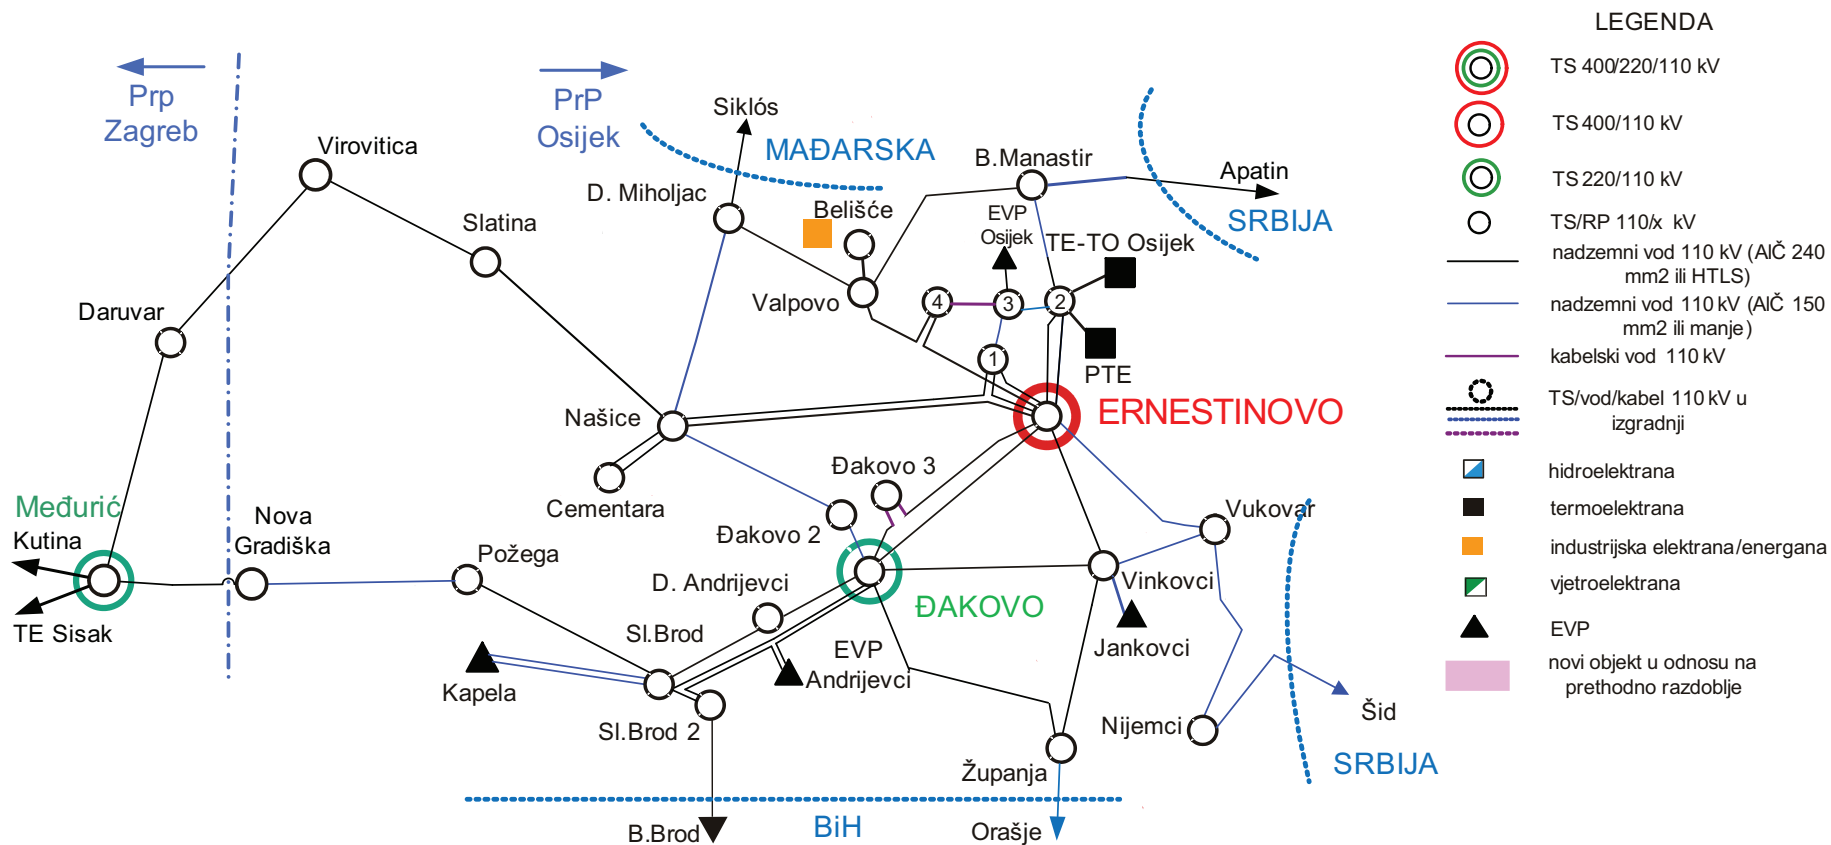 LEGENDA
TS 400/220/110 kV
TS 400/110 kV
TS 220/110 kV
TS/RP 110/x kV
nadzemni vod 110 kV (AlČ 240
mm2 ili HTLS)
nadzemni vod 110 kV (AlČ 150
mm2 ili manje)
kabelski vod 110 kV
TS/vod/kabel 110 kV u
izgradnji
hidroelektrana
termoelektrana
industrijska elektrana/energana
vjetroelektrana
EVP
novi objekt u odnosu na
prethodno razdoblje
Prp
Zagreb
PrP
Osijek
Siklós
MAĐARSKA
Virovitica
D. Miholjac
Belišće
B.Manastir
Apatin
SRBIJA
Slatina
EVP
Osijek
TE-TO Osijek
Daruvar
Valpovo
4
3
2
1
PTE
Našice
ERNESTINOVO
Đakovo 3
Cementara
Međurić
Kutina
Nova
Gradiška
Požega
Đakovo 2
Vukovar
D. Andrijevci
ĐAKOVO
Vinkovci
TE Sisak
Sl.Brod
EVP
Andrijevci
Jankovci
Kapela
Sl.Brod 2
Nijemci
Šid
Županja
SRBIJA
B.Brod
BiH
Orašje